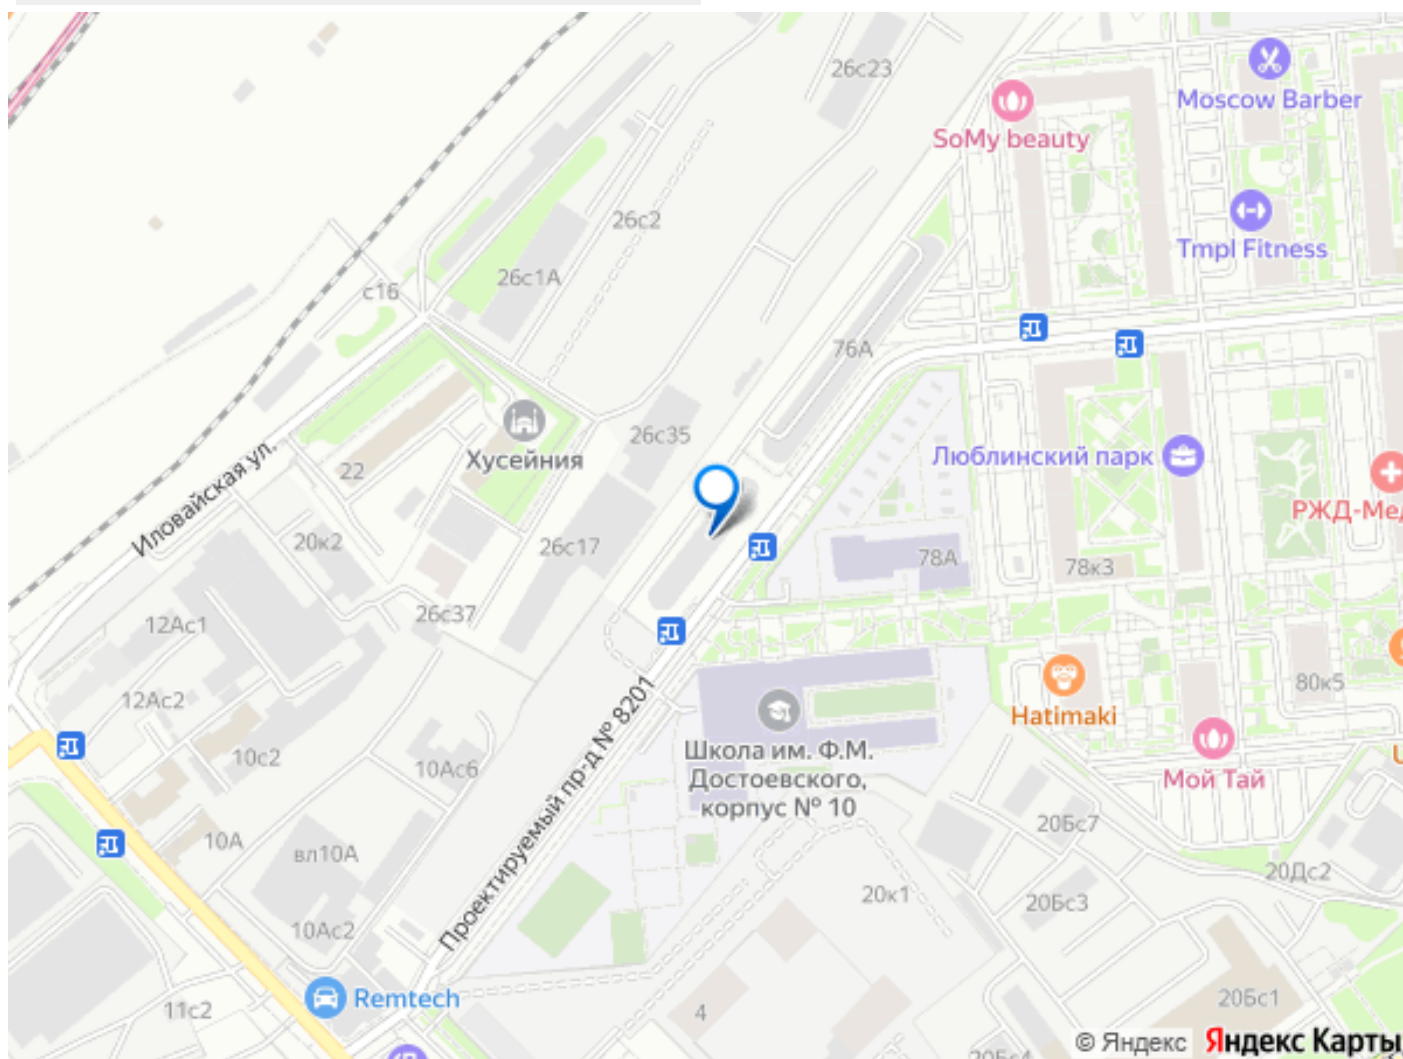 26с23
Moscow Barber
SoMy beauty
26с2
Tmpl Fitness
26с1А
с16
76А
26с35
Хусейния
22
Люблинский парк
РЖД-Ме
Иловайская ул.
20к2
26с17
78А
78к3
26с37
12Ас1
12Ас2
80к5
Hatimaki
Проектируемый пр-д № 8201
Школа им. Ф.М.
Достоевского,
корпус № 10
10с2
10Ас6
Мой Тай
10А
вл10А
20Бс7
20Дс2
20к1
20Бс3
10Ас2
Remtech
11с2
4
20Бс1
20Бс4
© Яндекс
Яндекс Карты